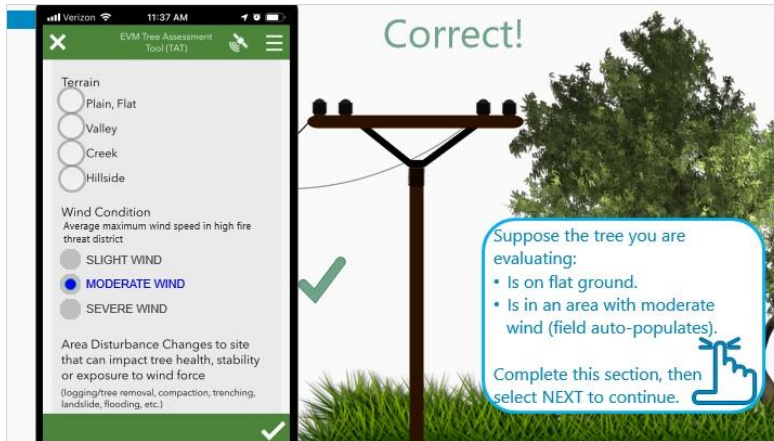 Verizon 11:37 AM
EVM Tree Assessment
Tool (TAT)
Correct!
Terrain
Plain, Flat
Valley
Creek
Hillside
Wind Condition
Average maximum wind speed in high fire
threat district
SLIGHT WIND
MODERATE WIND
SEVERE WIND
Area Disturbance Changes to site
that can impact tree health, stability
or exposure to wind force
(logging/tree removal, compaction, trenching,
landslide, flooding, etc.)
Suppose the tree you are
evaluating:
• Is on flat ground.
• Is in an area with moderate
wind (field auto-populates).
Complete this section, then
select NEXT to continue.